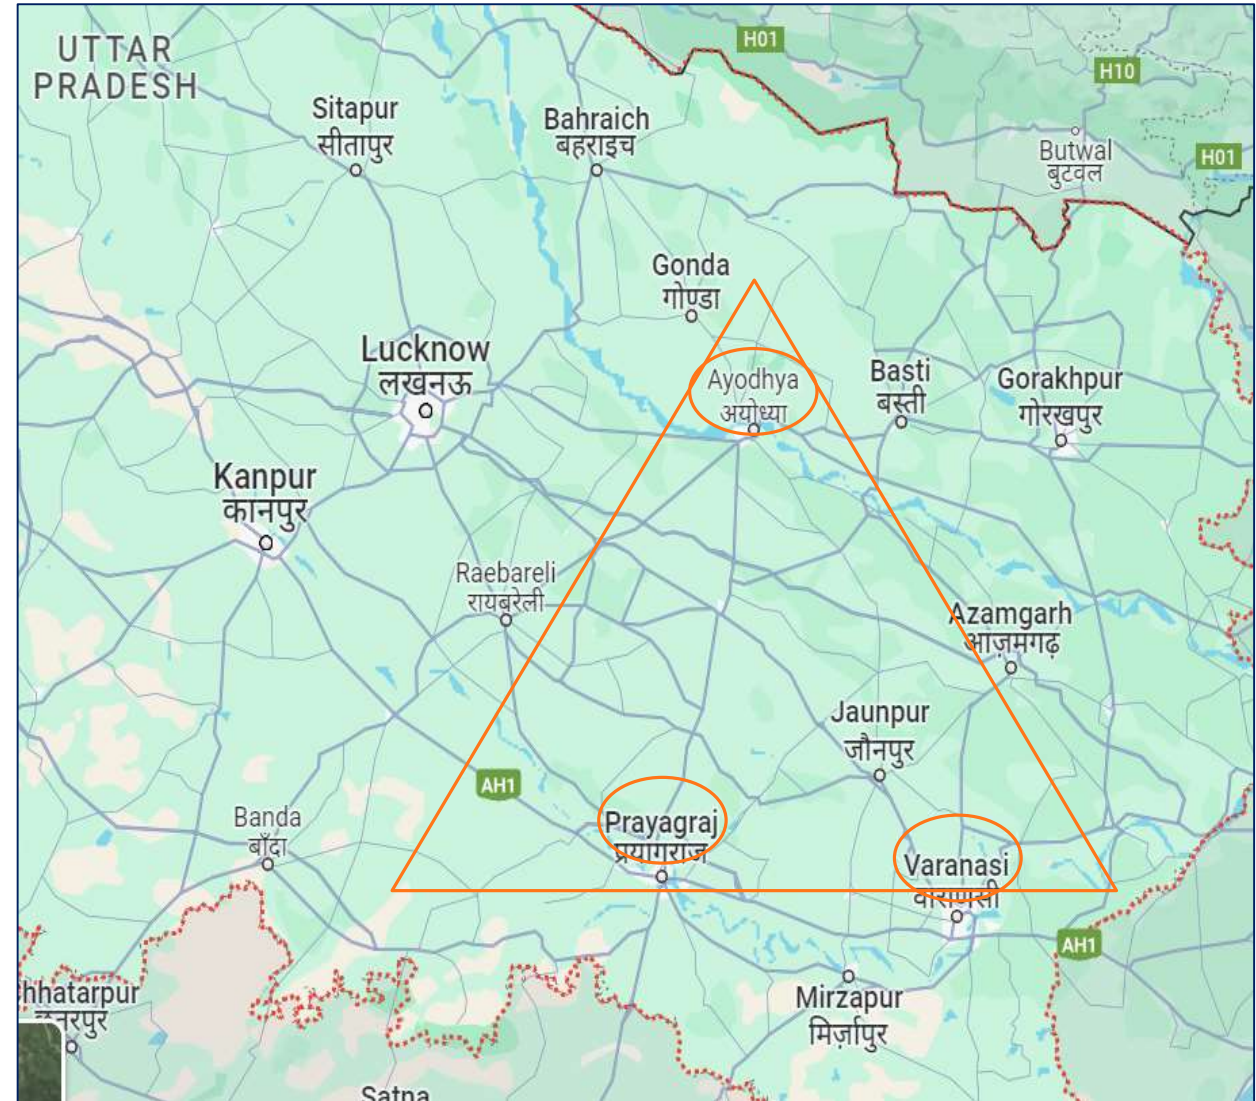 UTTAR
PRADESH
H01
H10
Sitapur
सीतापुर
Bahraich
बहराइच
Butwal
बुटवल
H01
Gonda
गोण्डा
Lucknow
लखनऊ
Ayodhya
अयोध्या
Basti
बस्ती
Gorakhpur
गोरखपुर
Kanpur
कानपुर
Raebareli
रायबरेली
Azamgarh
आज़मगढ़
Jaunpur
जौनपुर
AH1
Banda
बाँदा
Prayagraj
प्रयागराज
Varanasi
वाराणसी
AH1
hhatarpur
छतरपुर
Mirzapur
मिर्ज़ापुर
Satna